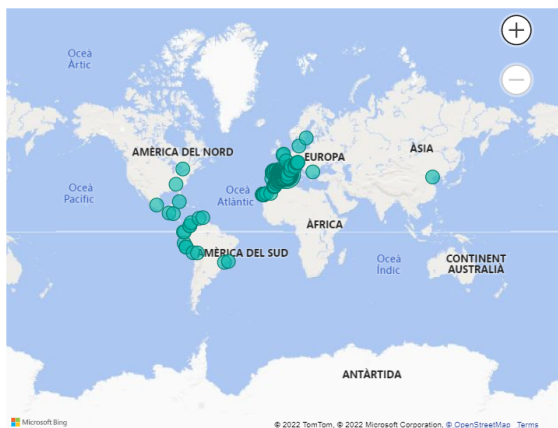 +
Oceà
Àrtic
−
AMÈRICA DEL NORD
EUROPA
ÀSIA
Oceà
Pacífic
Oceà
Atlàntic
ÀFRICA
AMÈRICA DEL SUD
Oceà
Índic
CONTINENT
AUSTRALIÀ
ANTÀRTIDA
Microsoft Bing
© 2022 TomTom, © 2022 Microsoft Corporation, © OpenStreetMap Terms